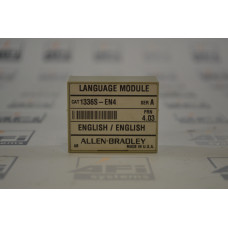 LANGUAGE MODULE
CAT 1336S-EN4 SER A
FRN
4.03
ENGLISH / ENGLISH
ALLEN-BRADLEY
MADE IN U.S.A.